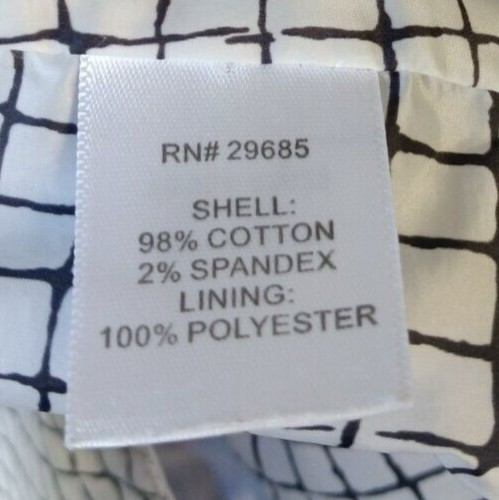 RN# 29685
SHELL:
98% COTTON
2% SPANDEX
LINING:
100% POLYESTER